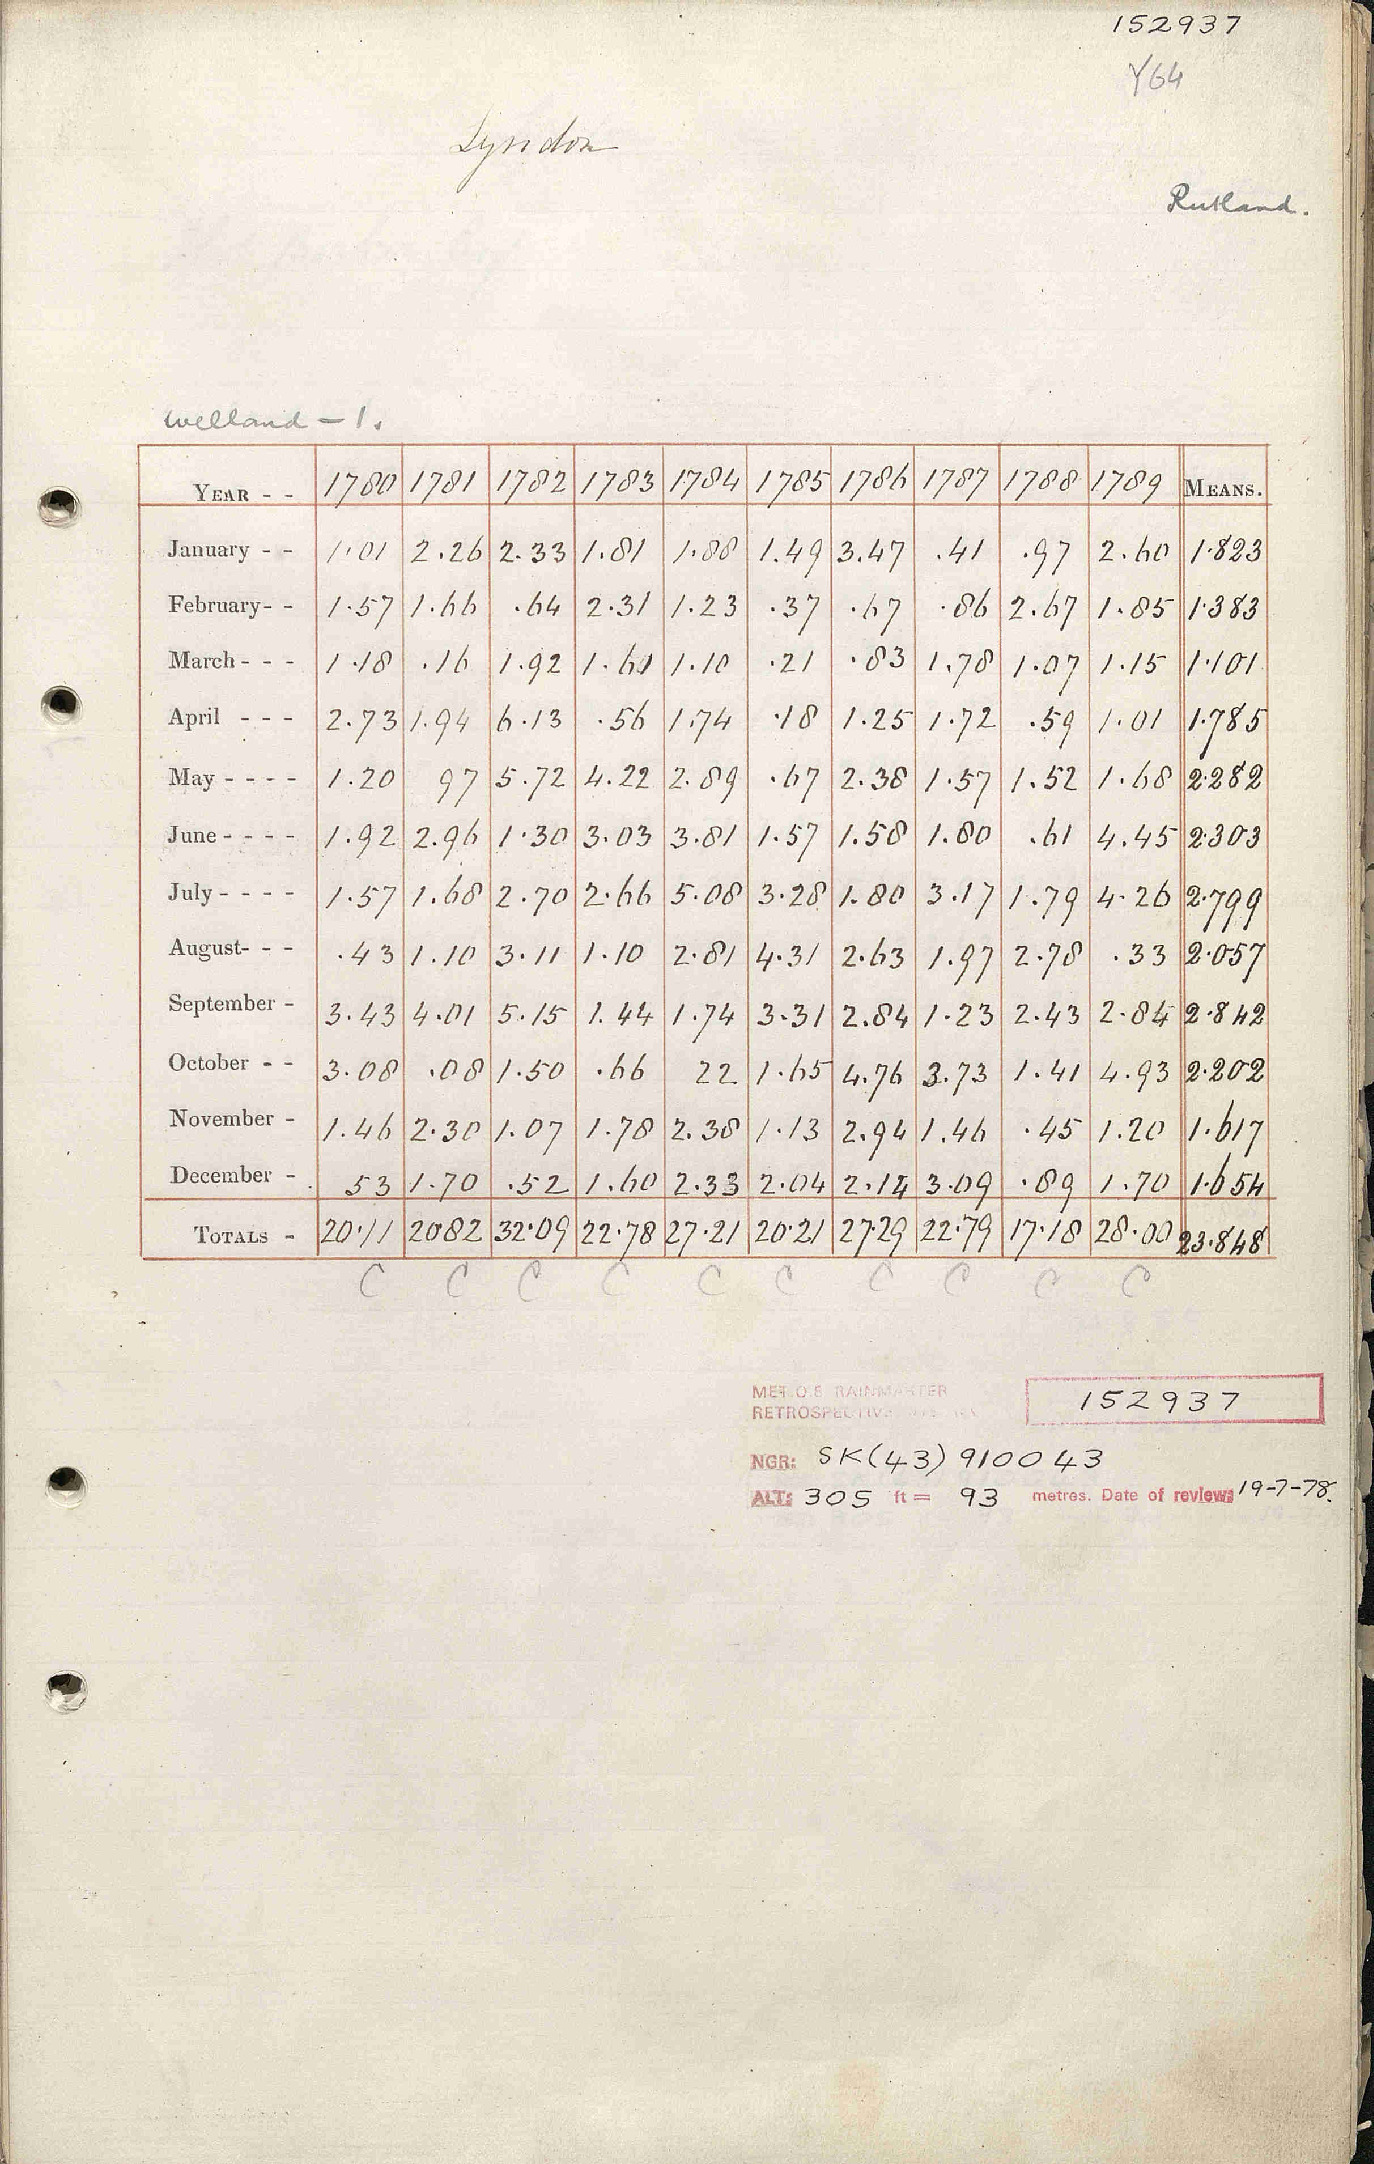 152937
Y64
Lyndon
Rutland.
Welland - 1.
YEAR - - 1780 1781 1782 1783 1784 1785 1786 1787 1788 1789 MEANS.
January - - 1.01 2.26 2.33 1.81 1.88 1.49 3.47 .41 .97 2.60 1.823
February- - 1.57 1.66 .64 2.31 1.23 .37 .67 .86 2.67 1.85 1.383
March - - - 1.18 .16 1.92 1.61 1.10 .21 .83 1.78 1.07 1.15 1.101
April - - - 2.73 1.94 6.13 .56 1.74 .18 1.25 1.72 .59 1.01 1.785
May - - - - 1.20 97 5.72 4.22 2.89 .67 2.38 1.57 1.52 1.68 2.282
June - - - - 1.92 2.96 1.30 3.03 3.81 1.57 1.58 1.80 .61 4.45 2.303
July - - - - 1.57 1.68 2.70 2.66 5.08 3.28 1.80 3.17 1.79 4.26 2.799
August- - - .43 1.10 3.11 1.10 2.81 4.31 2.63 1.97 2.78 .33 2.057
September - 3.43 4.01 5.15 1.44 1.74 3.31 2.84 1.23 2.43 2.84 2.842
October - - 3.08 .08 1.50 .66 22 1.65 4.76 3.73 1.41 4.93 2.202
November - 1.46 2.30 1.07 1.78 2.38 1.13 2.94 1.46 .45 1.20 1.617
December - 53 1.70 .52 1.60 2.33 2.04 2.14 3.09 .89 1.70 1.654
TOTALS - 20.11 2082 32.09 22.78 27.21 20.21 27.29 22.79 17.18 28.00 23.848
C C C C C C C C C C
MET.O.8 RAINMASTER
RETROSPECTIVE
152937
NGR: SK(43) 910043
ALT: 305 ft = 93 metres. Date of review: 19-7-78.